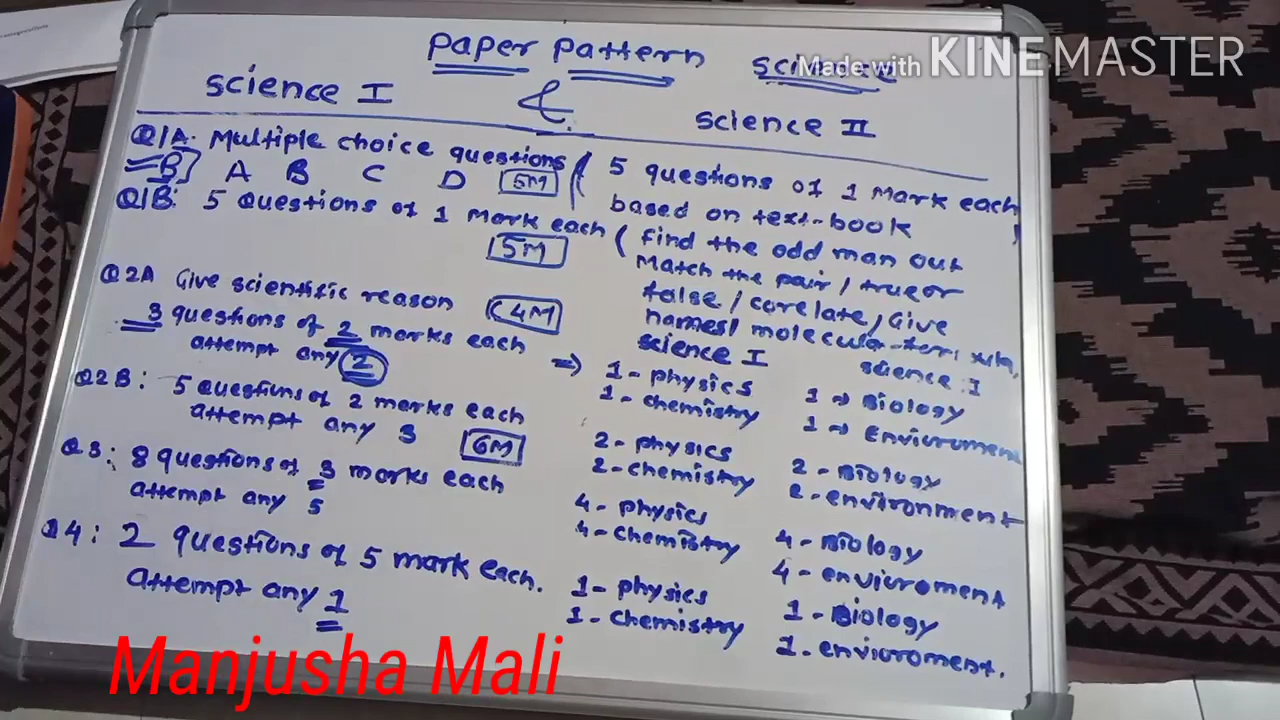 Paper Pattern science
Made with KINEMASTER
science I & science II
Q1A. Multiple choice questions ( 5 questions of 1 Mark each
B} A B C D 5M based on text-book )
Q1B: 5 Questions of 1 Mark each ( find the odd man out
5M Match the pair / true or
false / corelate, Give
names/ molecular
Q2A Give scientific reason (4M
3 questions of 2 marks each
attempt any 2
science I science I
⇒ 1- physics 1→ Biology
1- chemistry 1→ Enviroment
Q2B: 5 questions of 2 marks each
attempt any 3 6M
2- physics 2- Biology
2- chemistry 2- environment
Q3: 8 questions of 3 marks each
attempt any 5
4- physics 4- Biology
4- chemistry 4- enviroment
Q4: 2 questions of 5 mark each.
attempt any 1
1- physics 1- Biology
1- chemistry 1. enviroment.
Manjusha Mali